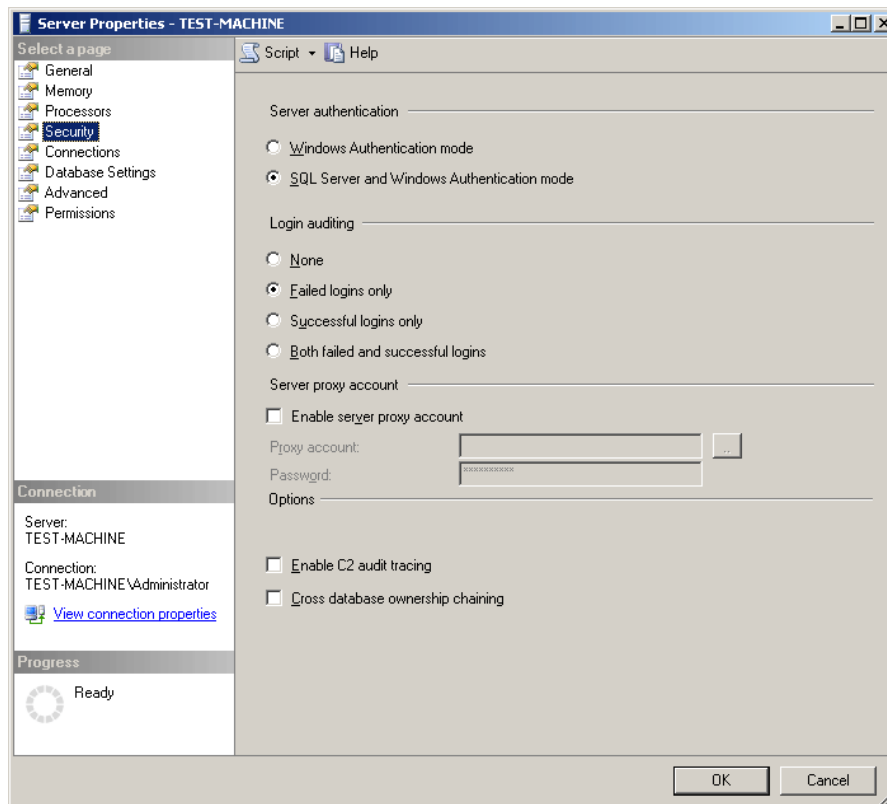 Server Properties - TEST-MACHINE
Select a page
General
Memory
Processors
Security
Connections
Database Settings
Advanced
Permissions
Connection
Server:
TEST-MACHINE
Connection:
TEST-MACHINE\Administrator
View connection properties
Progress
Ready
Script Help
Server authentication
Windows Authentication mode
SQL Server and Windows Authentication mode
Login auditing
None
Failed logins only
Successful logins only
Both failed and successful logins
Server proxy account
Enable server proxy account
Proxy account:
..
Password: **********
Options
Enable C2 audit tracing
Cross database ownership chaining
OK Cancel